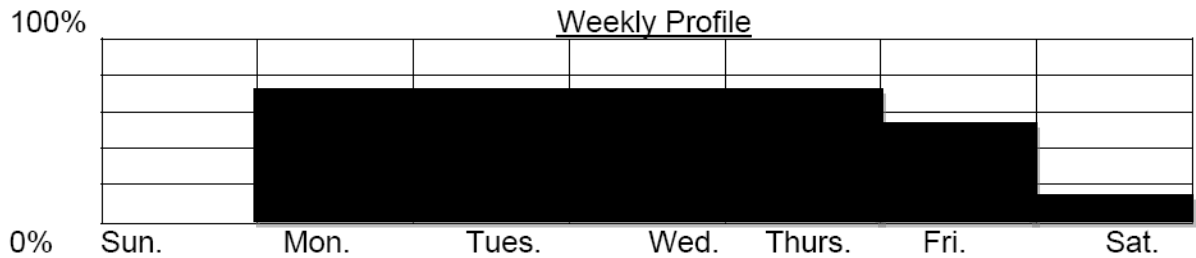 100%
Weekly Profile
0% Sun. Mon. Tues. Wed. Thurs. Fri. Sat.